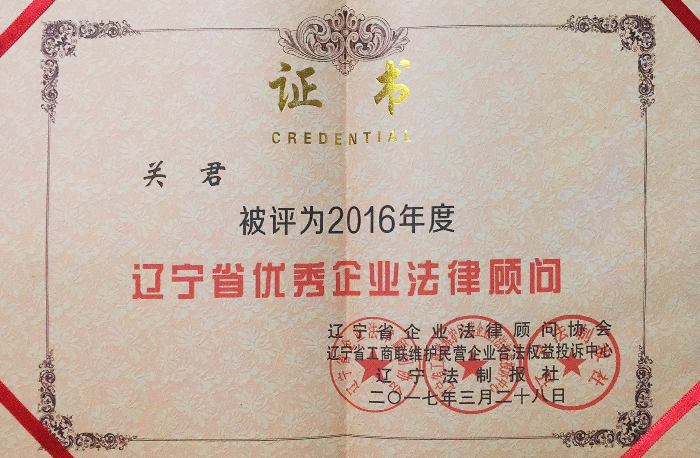 证书
CREDENTIAL
关君
被评为2016年度
辽宁省优秀企业法律顾问
辽宁省企业法律顾问协会
辽宁省工商联维护民营企业合法权益投诉中心
辽宁法制报社
二〇一七年三月二十八日